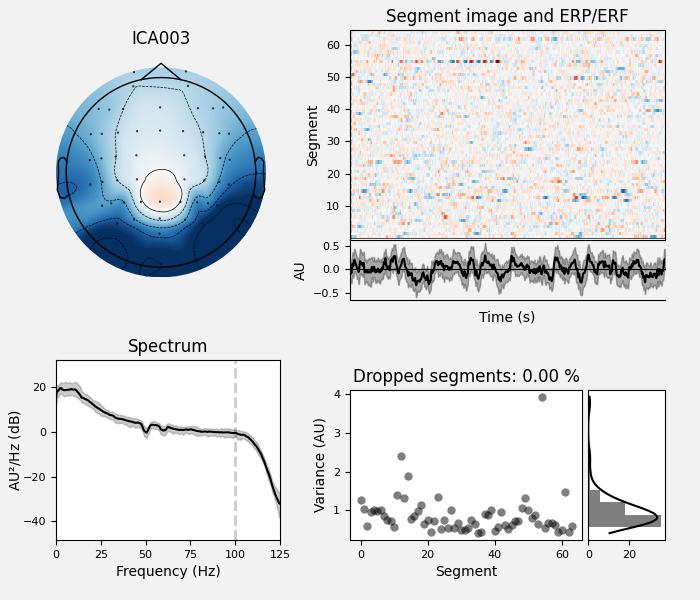 ICA003
Segment image and ERP/ERF
Segment
60
50
40
30
20
10
AU
0.5
0.0
−0.5
Time (s)
Spectrum
AU²/Hz (dB)
20
0
−20
−40
0 25 50 75 100 125
Frequency (Hz)
Dropped segments: 0.00 %
Variance (AU)
4
3
2
1
0 20 40 60
Segment
0 20